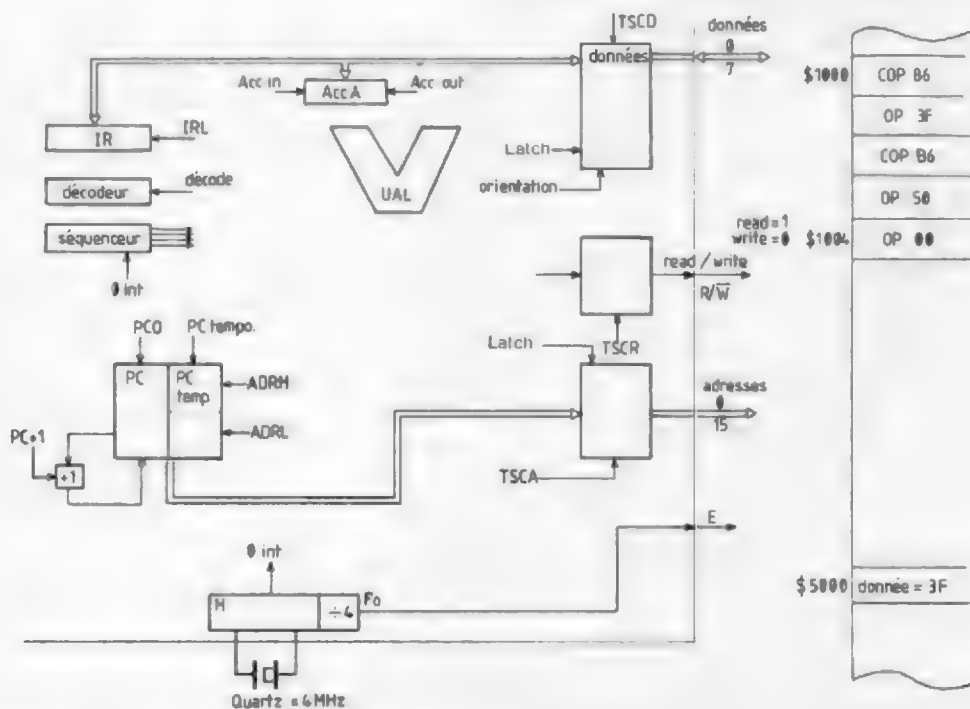 TSCD
données
0
7
données
Acc in
Acc A
Acc out
IR
IRL
décodeur
décode
séquenceur
0 int
UAL
Latch
orientation
$1000
COP B6
OP 3F
COP B6
OP 50
$1004
OP 00
read = 1
write = 0
read / write
R/W̅
TSCR
PCO
PC tempo.
PC
PC
temp
ADRH
ADRL
PC+1
+1
Latch
adresses
0
15
TSCA
E
0 int
H
÷4
Fo
Quartz = 4 MHz
$5000
donnée = 3F